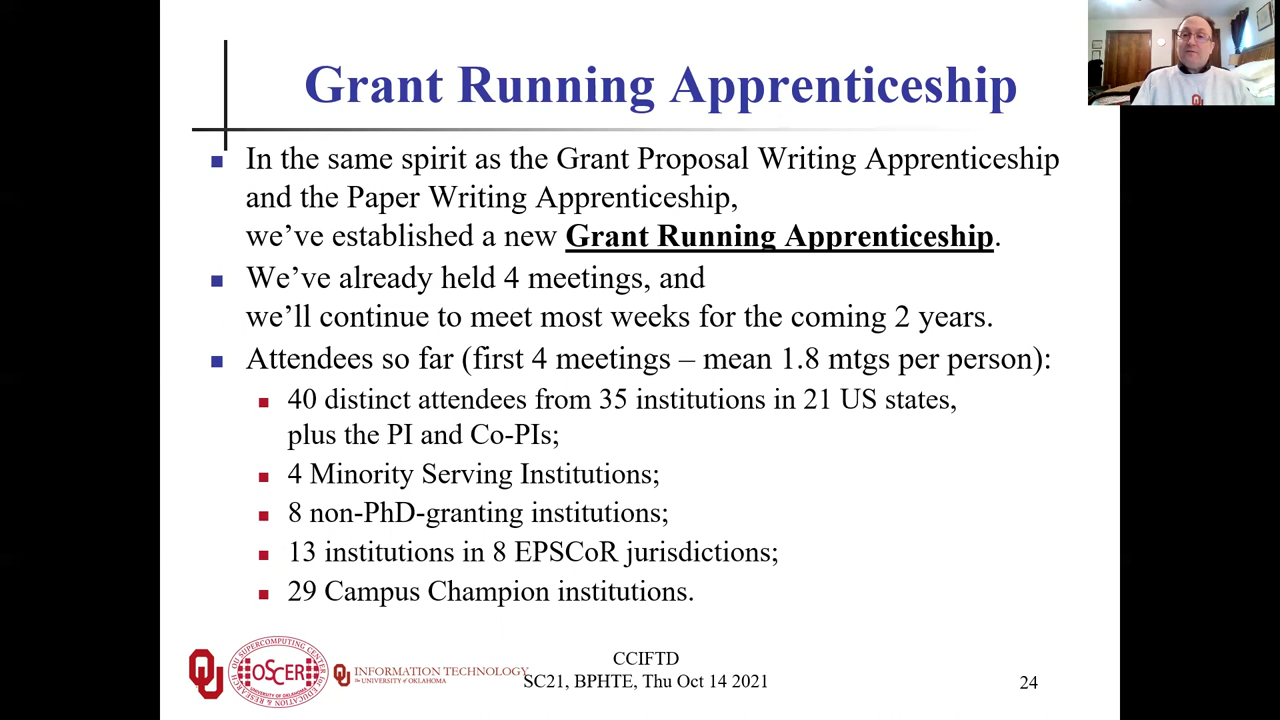 Grant Running Apprenticeship
In the same spirit as the Grant Proposal Writing Apprenticeship
and the Paper Writing Apprenticeship,
we’ve established a new Grant Running Apprenticeship.
We’ve already held 4 meetings, and
we’ll continue to meet most weeks for the coming 2 years.
Attendees so far (first 4 meetings – mean 1.8 mtgs per person):
40 distinct attendees from 35 institutions in 21 US states,
plus the PI and Co-PIs;
4 Minority Serving Institutions;
8 non-PhD-granting institutions;
13 institutions in 8 EPSCoR jurisdictions;
29 Campus Champion institutions.
OU SUPERCOMPUTING CENTER FOR EDUCATION & RESEARCH
OSCER
UNIVERSITY OF OKLAHOMA
INFORMATION TECHNOLOGY
The UNIVERSITY of OKLAHOMA
CCIFTD
SC21, BPHTE, Thu Oct 14 2021
24